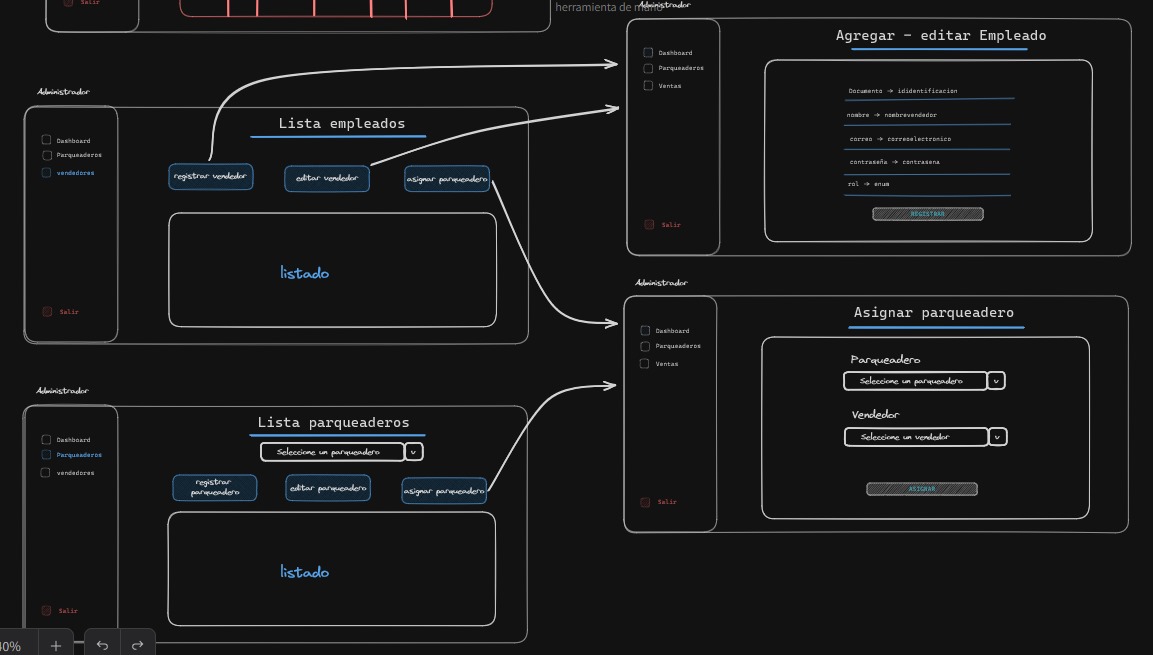 Salir
herramienta de mano
Administrador
Dashboard
Parqueaderos
vendedores
Salir
Lista empleados
registrar vendedor
editar vendedor
asignar parqueadero
listado
Administrador
Dashboard
Parqueaderos
Ventas
Salir
Agregar - editar Empleado
Documento → ididentificacion
nombre → nombrevendedor
correo → correoelectronico
contraseña → contrasena
rol → enum
REGISTRAR
Administrador
Dashboard
Parqueaderos
vendedores
Salir
Lista parqueaderos
Seleccione un parqueadero
v
registrar
parqueadero
editar parqueadero
asignar parqueadero
listado
Administrador
Dashboard
Parqueaderos
Ventas
Salir
Asignar parqueadero
Parqueadero
Seleccione un parqueadero
v
Vendedor
Seleccione un vendedor
v
ASIGNAR